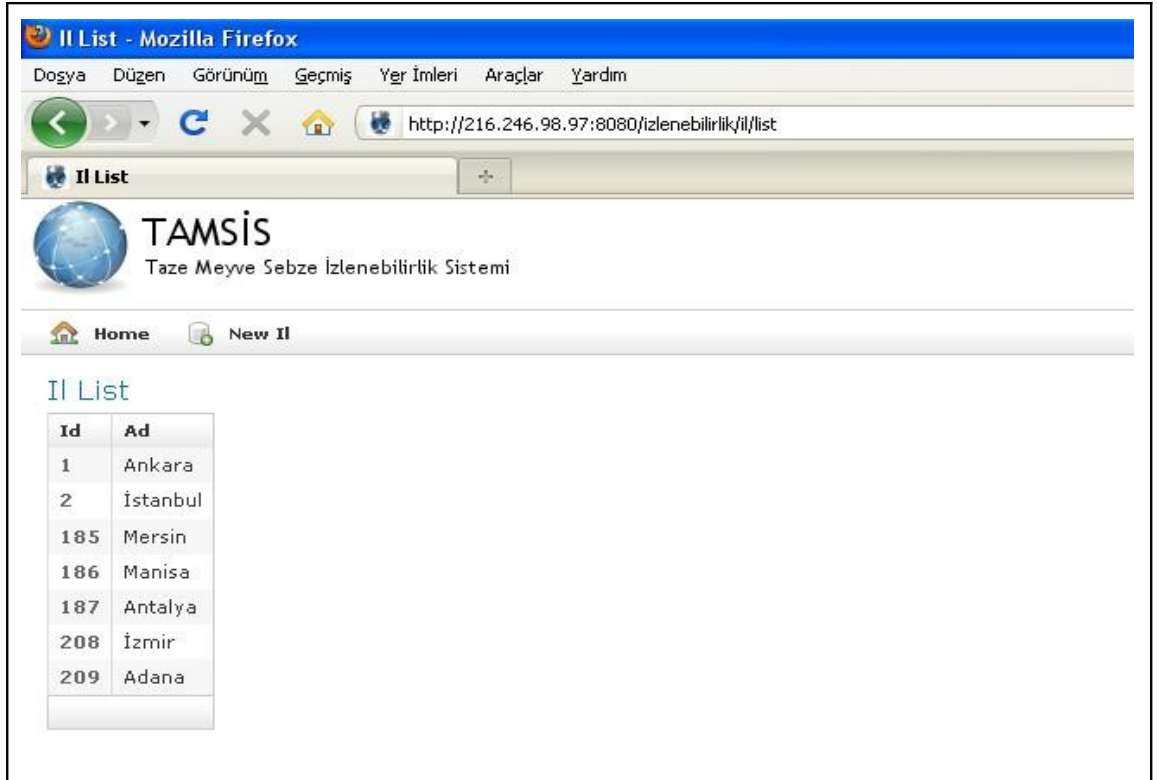 Il List - Mozilla Firefox
Dosya Düzen Görünüm Geçmiş Yer İmleri Araçlar Yardım
http://216.246.98.97:8080/izlenebilirlik/il/list
Il List
TAMSİS
Taze Meyve Sebze İzlenebilirlik Sistemi
Home New Il
Il List
Id Ad
1 Ankara
2 İstanbul
185 Mersin
186 Manisa
187 Antalya
208 İzmir
209 Adana